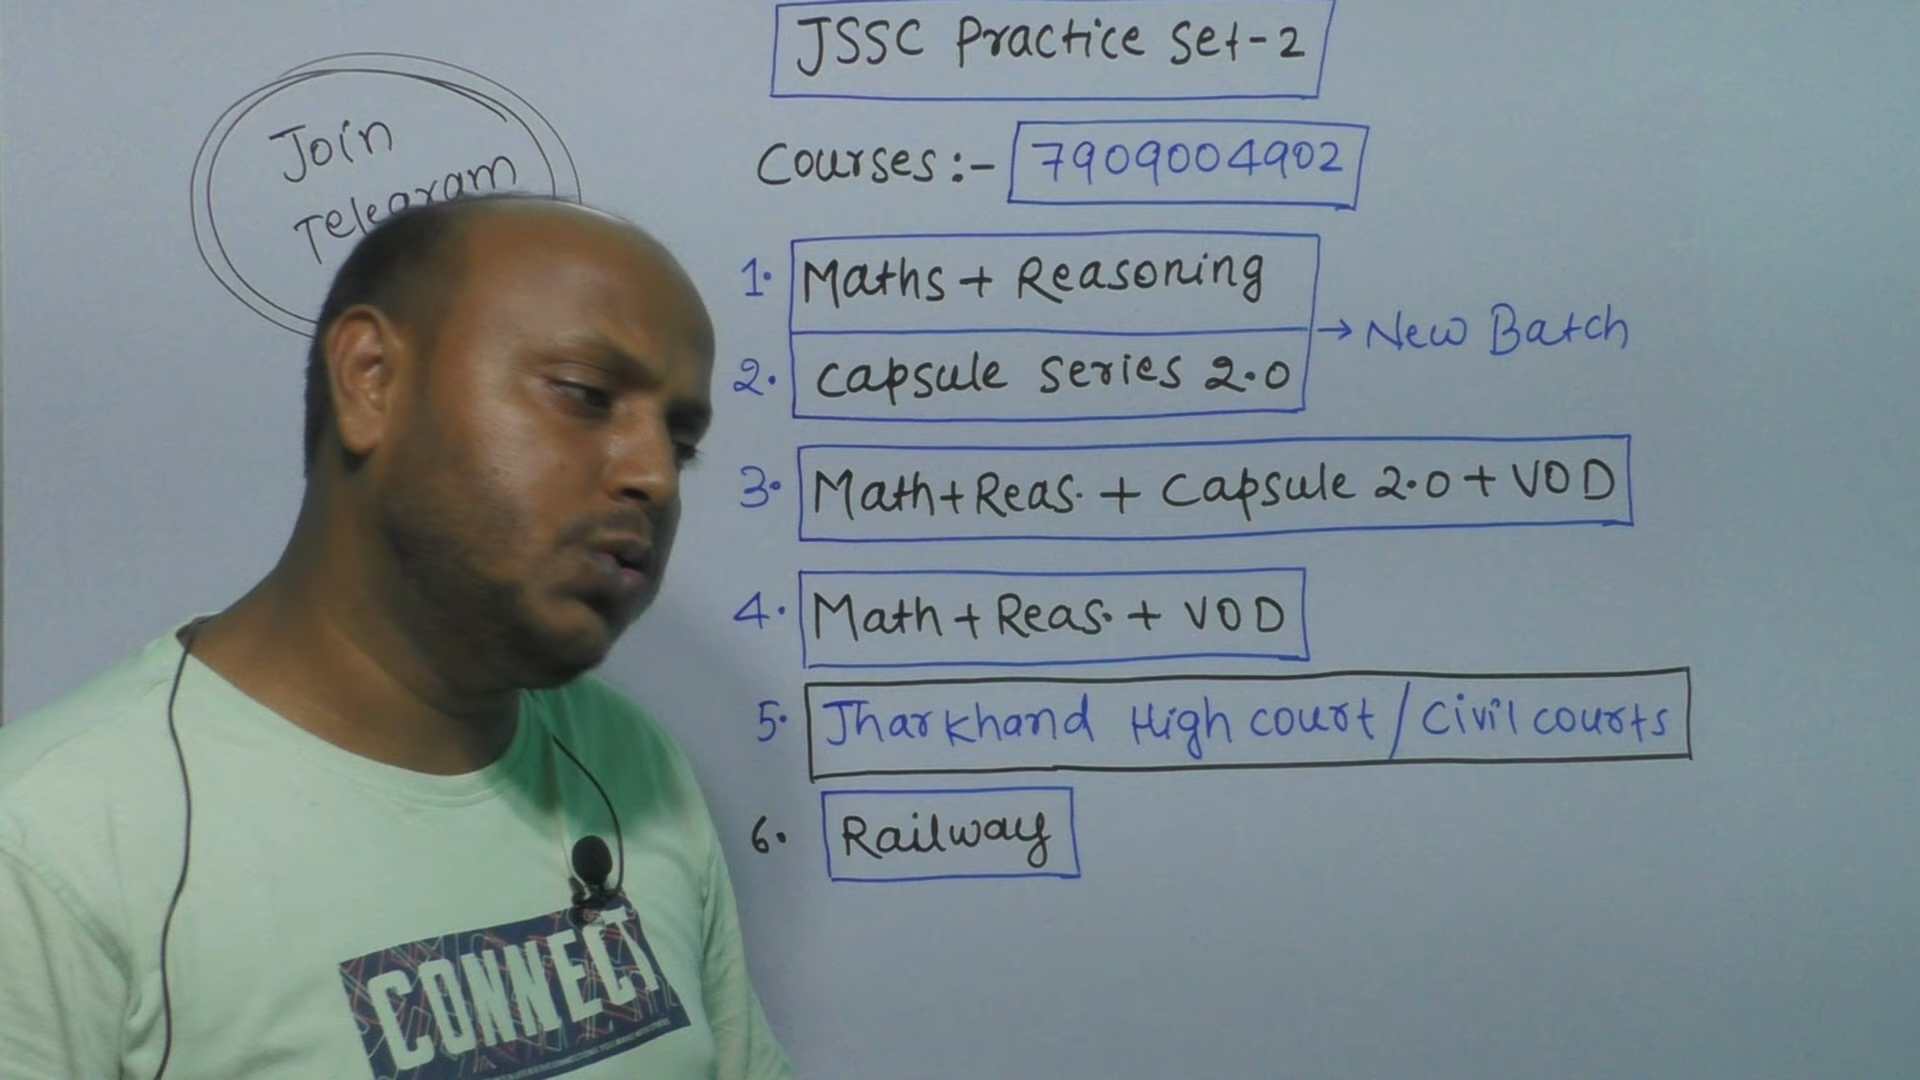 JSSC Practice Set-2
Join
Telegram
Courses:- 7909004902
1. Maths + Reasoning
→ New Batch
2. Capsule series 2.0
3. Math+Reas. + Capsule 2.0 + VOD
4. Math + Reas. + VOD
5. Jharkhand High court / Civil courts
6. Railway
CONNECT